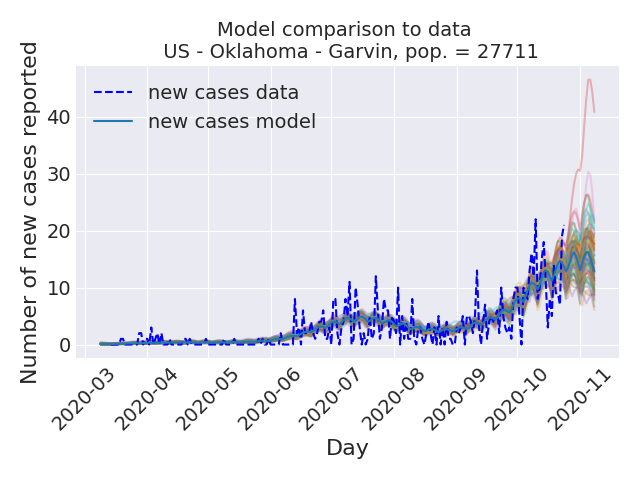 Model comparison to data
US - Oklahoma - Garvin, pop. = 27711
Number of new cases reported
40
30
20
10
0
new cases data
new cases model
2020-03
2020-04
2020-05
2020-06
2020-07
2020-08
2020-09
2020-10
2020-11
Day